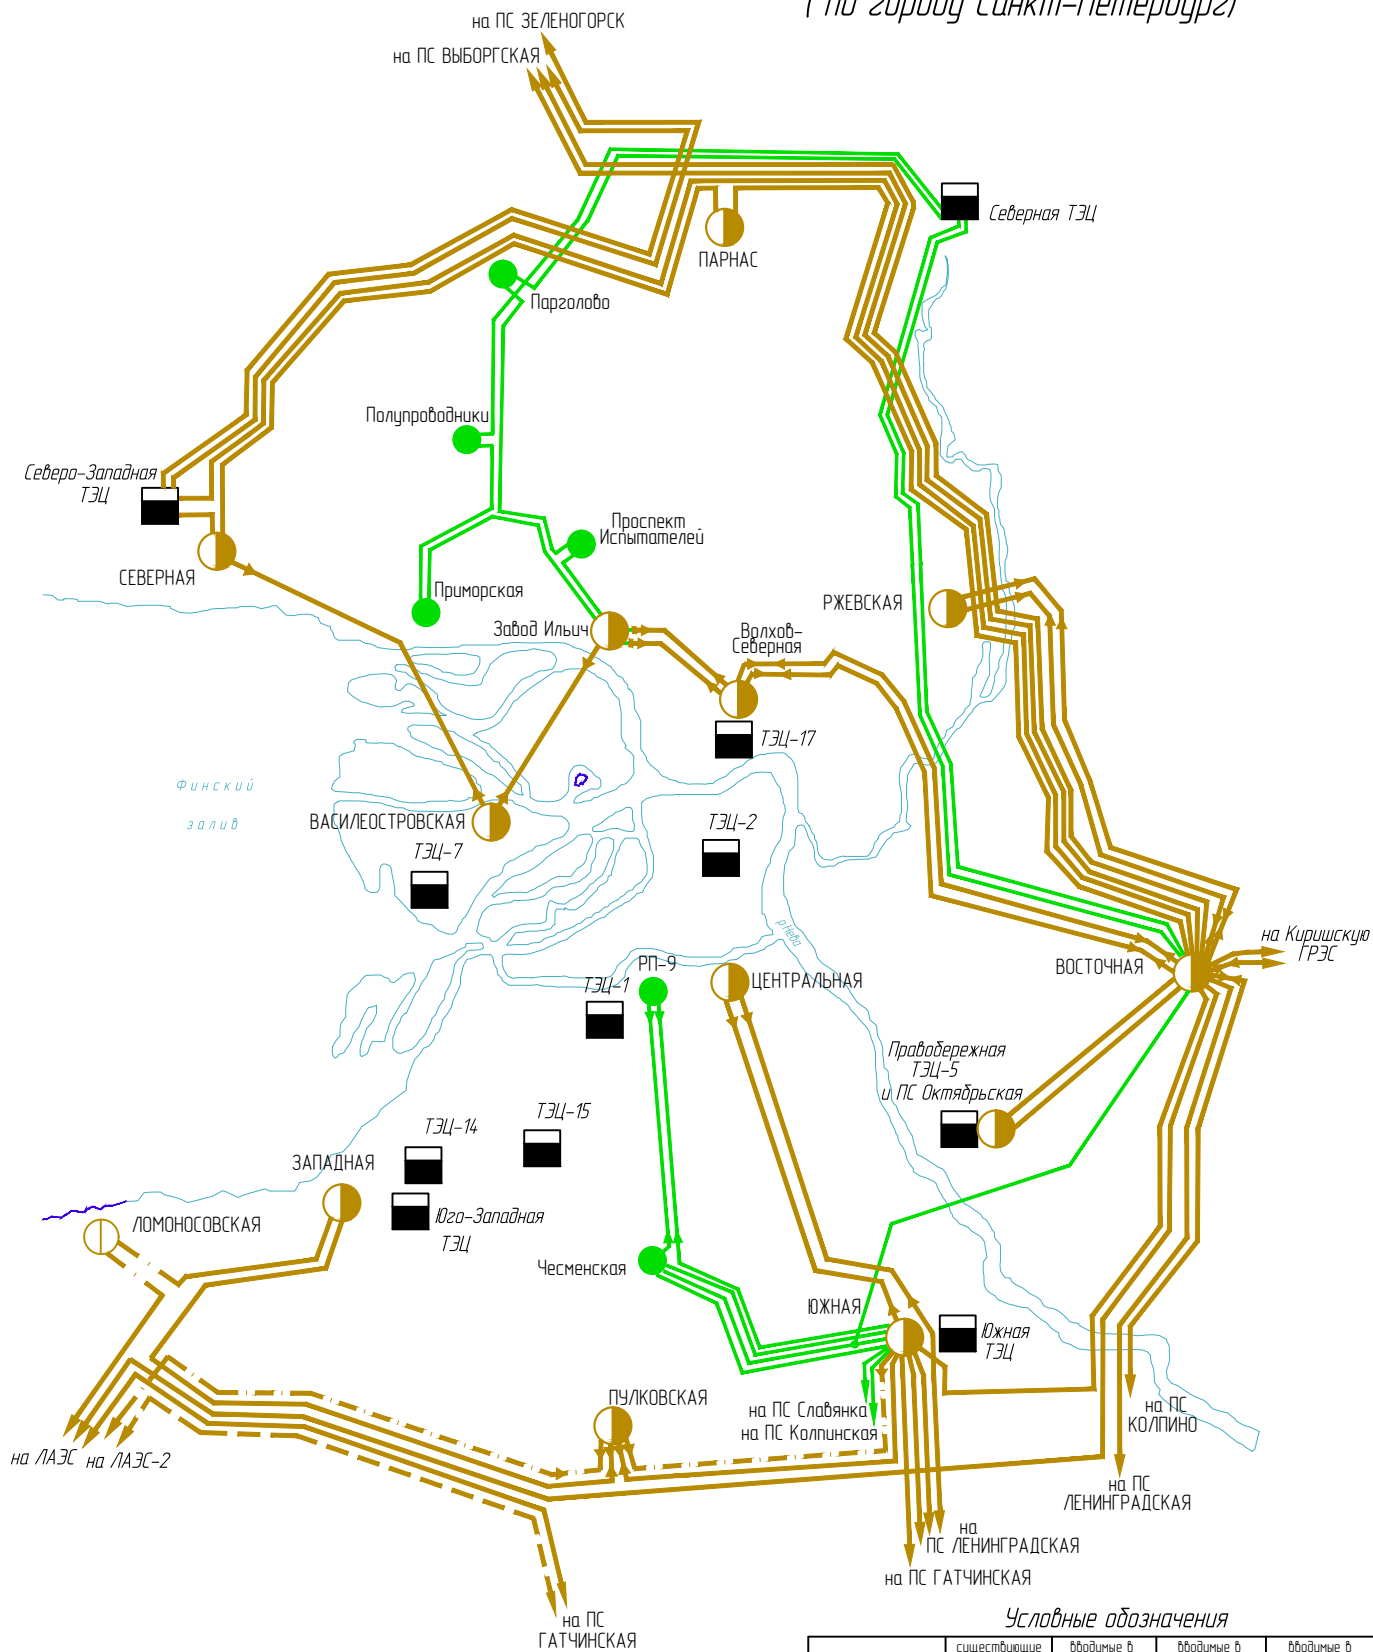 ( по городу Санкт-Петербург)
на ПС ЗЕЛЕНОГОРСК
на ПС ВЫБОРГСКАЯ
Северная ТЭЦ
ПАРНАС
Парголово
Полупроводники
Северо-Западная
ТЭЦ
Проспект
Испытателей
СЕВЕРНАЯ
Приморская
РЖЕВСКАЯ
Завод Ильич
Волхов-
Северная
ТЭЦ-17
Финский
залив
ВАСИЛЕОСТРОВСКАЯ
ТЭЦ-2
ТЭЦ-7
р.Нева
на Киришскую
ГРЭС
РП-9
ВОСТОЧНАЯ
ТЭЦ-1
ЦЕНТРАЛЬНАЯ
Правобережная
ТЭЦ-5
и ПС Октябрьская
ТЭЦ-15
ТЭЦ-14
ЗАПАДНАЯ
ЛОМОНОСОВСКАЯ
Юго-Западная
ТЭЦ
Чесменская
ЮЖНАЯ
Южная
ТЭЦ
ПУЛКОВСКАЯ
на ПС Славянка
на ПС Колпинская
на ПС
КОЛПИНО
на ЛАЭС
на ЛАЭС-2
на ПС
ЛЕНИНГРАДСКАЯ
на
ПС ЛЕНИНГРАДСКАЯ
на ПС ГАТЧИНСКАЯ
на ПС
ГАТЧИНСКАЯ
Условные обозначения
существующие
вводимые в
вводимые в
вводимые в